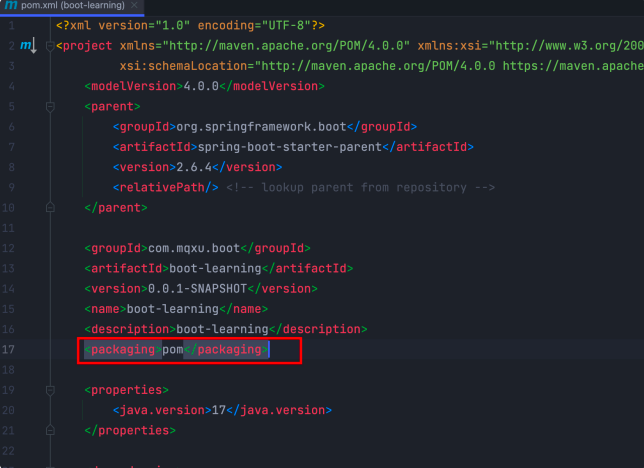 pom.xml (boot-learning)
1 <?xml version="1.0" encoding="UTF-8"?>
2 <project xmlns="http://maven.apache.org/POM/4.0.0" xmlns:xsi="http://www.w3.org/200
3 xsi:schemaLocation="http://maven.apache.org/POM/4.0.0 https://maven.apache
4 <modelVersion>4.0.0</modelVersion>
5 <parent>
6 <groupId>org.springframework.boot</groupId>
7 <artifactId>spring-boot-starter-parent</artifactId>
8 <version>2.6.4</version>
9 <relativePath/> <!-- lookup parent from repository -->
10 </parent>
11
12 <groupId>com.mqxu.boot</groupId>
13 <artifactId>boot-learning</artifactId>
14 <version>0.0.1-SNAPSHOT</version>
15 <name>boot-learning</name>
16 <description>boot-learning</description>
17 <packaging>pom</packaging>
18
19 <properties>
20 <java.version>17</java.version>
21 </properties>
22